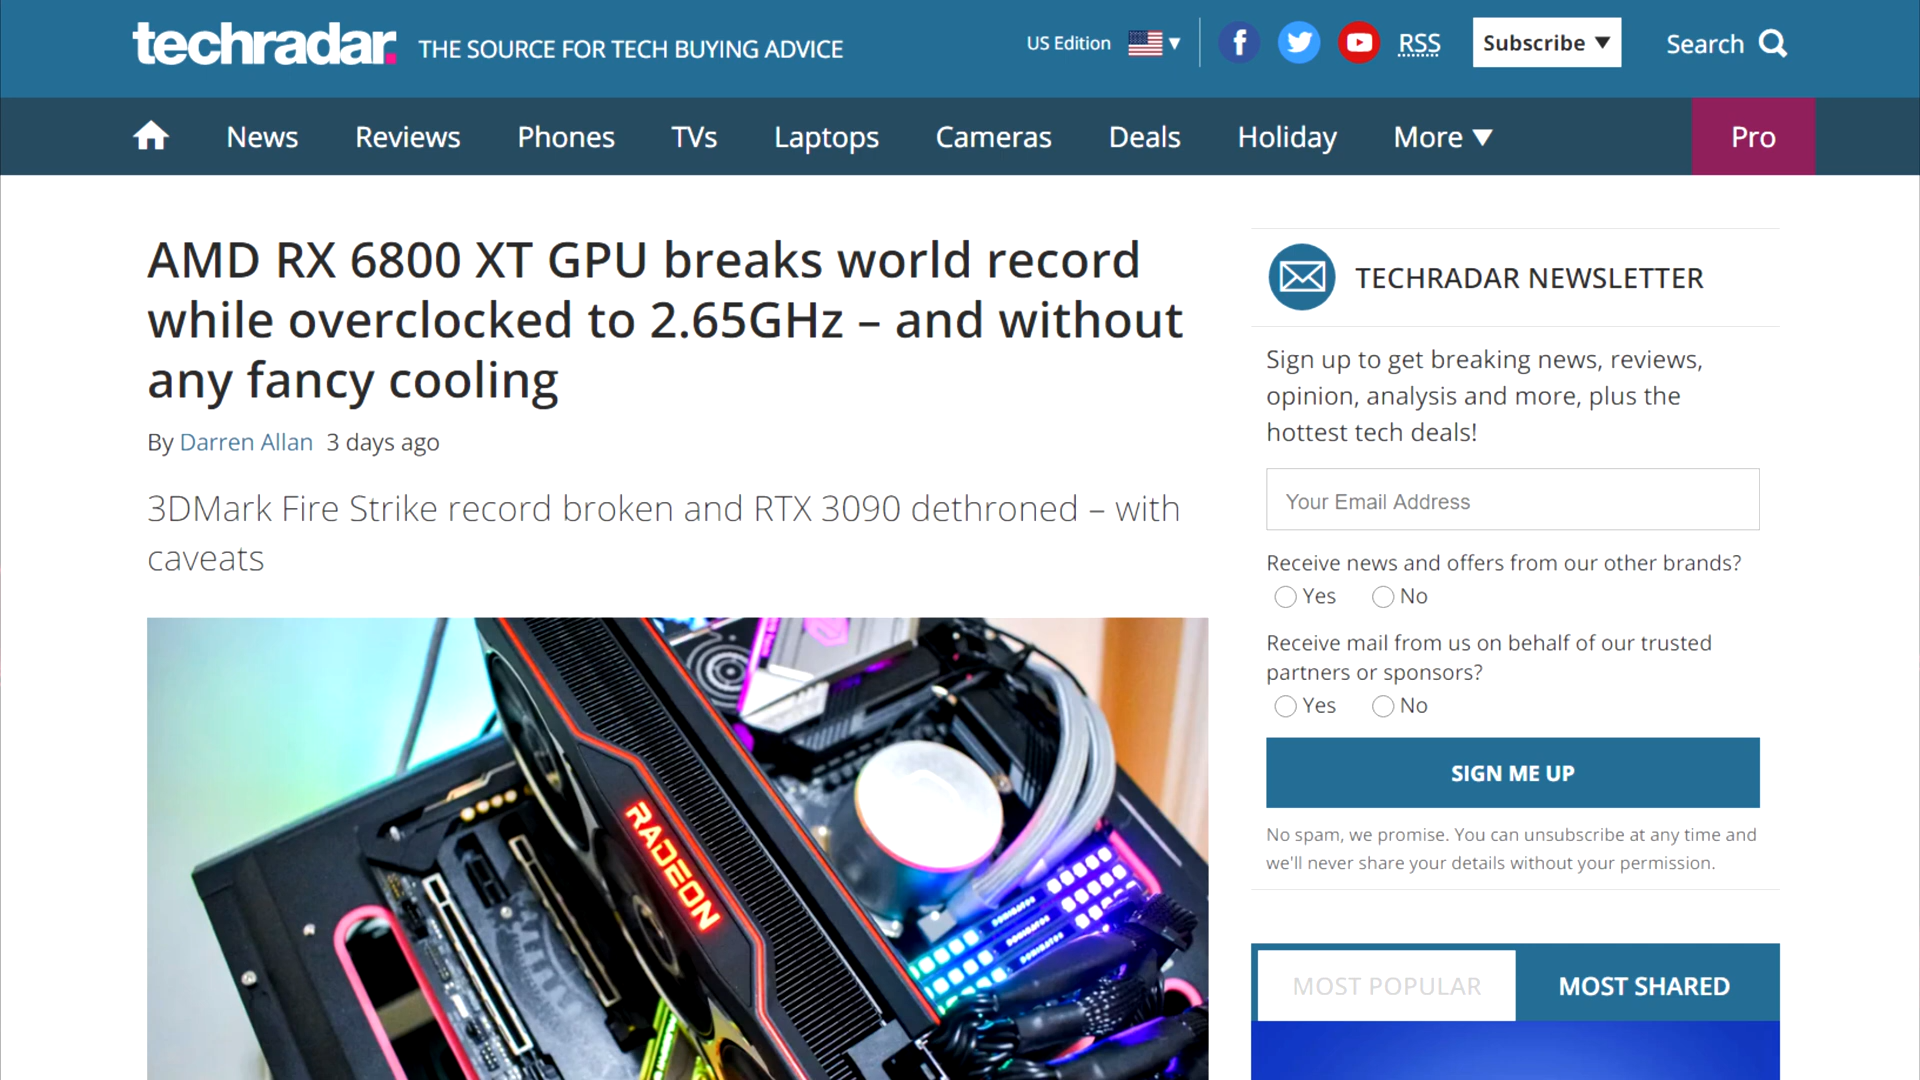 techradar. THE SOURCE FOR TECH BUYING ADVICE
US Edition
RSS
Subscribe
Search
News Reviews Phones TVs Laptops Cameras Deals Holiday More Pro
AMD RX 6800 XT GPU breaks world record
while overclocked to 2.65GHz – and without
any fancy cooling
By Darren Allan 3 days ago
3DMark Fire Strike record broken and RTX 3090 dethroned – with
caveats
RADEON
DOMINATOR
DOMINATOR
DOMINATOR
TECHRADAR NEWSLETTER
Sign up to get breaking news, reviews,
opinion, analysis and more, plus the
hottest tech deals!
Your Email Address
Receive news and offers from our other brands?
Yes No
Receive mail from us on behalf of our trusted
partners or sponsors?
Yes No
SIGN ME UP
No spam, we promise. You can unsubscribe at any time and
we'll never share your details without your permission.
MOST POPULAR MOST SHARED